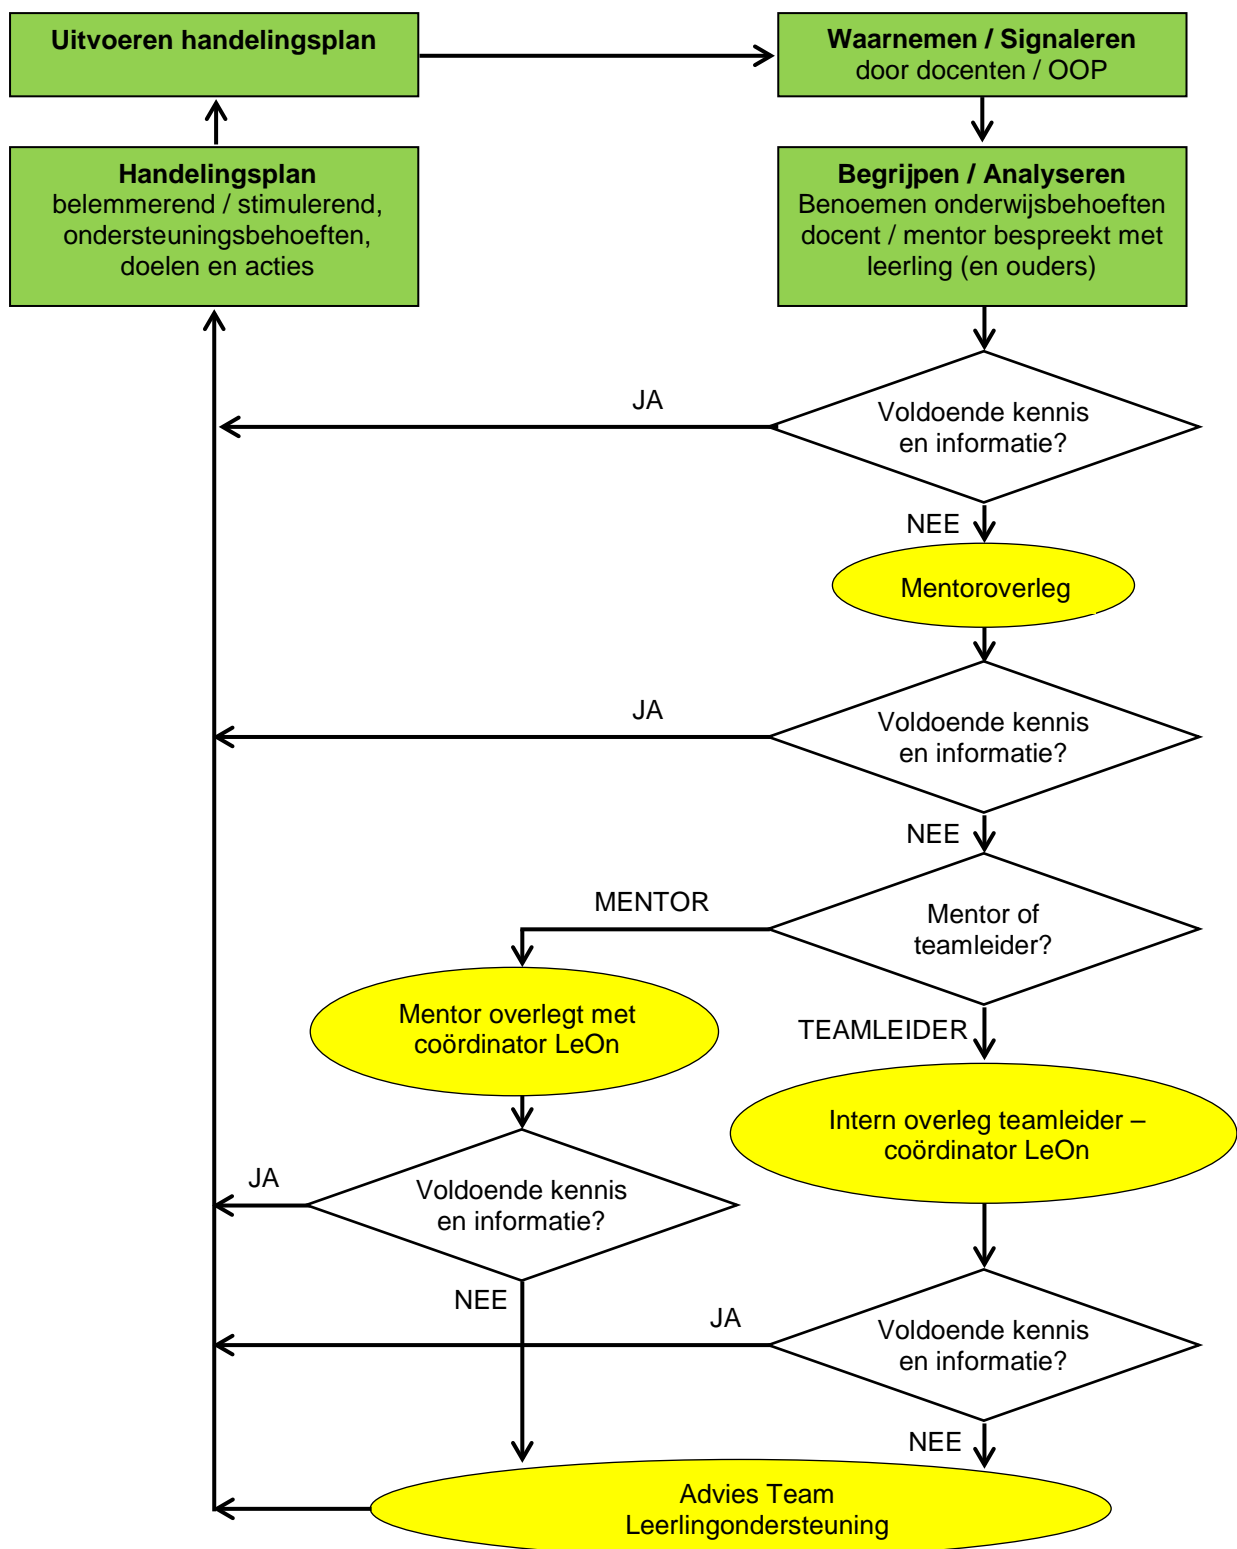 Uitvoeren handelingsplan
Waarnemen / Signaleren
door docenten / OOP
Handelingsplan
belemmerend / stimulerend,
ondersteuningsbehoeften,
doelen en acties
Begrijpen / Analyseren
Benoemen onderwijsbehoeften
docent / mentor bespreekt met
leerling (en ouders)
JA
Voldoende kennis
en informatie?
NEE
Mentoroverleg
JA
Voldoende kennis
en informatie?
NEE
MENTOR
Mentor of
teamleider?
Mentor overlegt met
coördinator LeOn
TEAMLEIDER
Intern overleg teamleider –
coördinator LeOn
JA
Voldoende kennis
en informatie?
NEE
JA
Voldoende kennis
en informatie?
NEE
Advies Team
Leerlingondersteuning